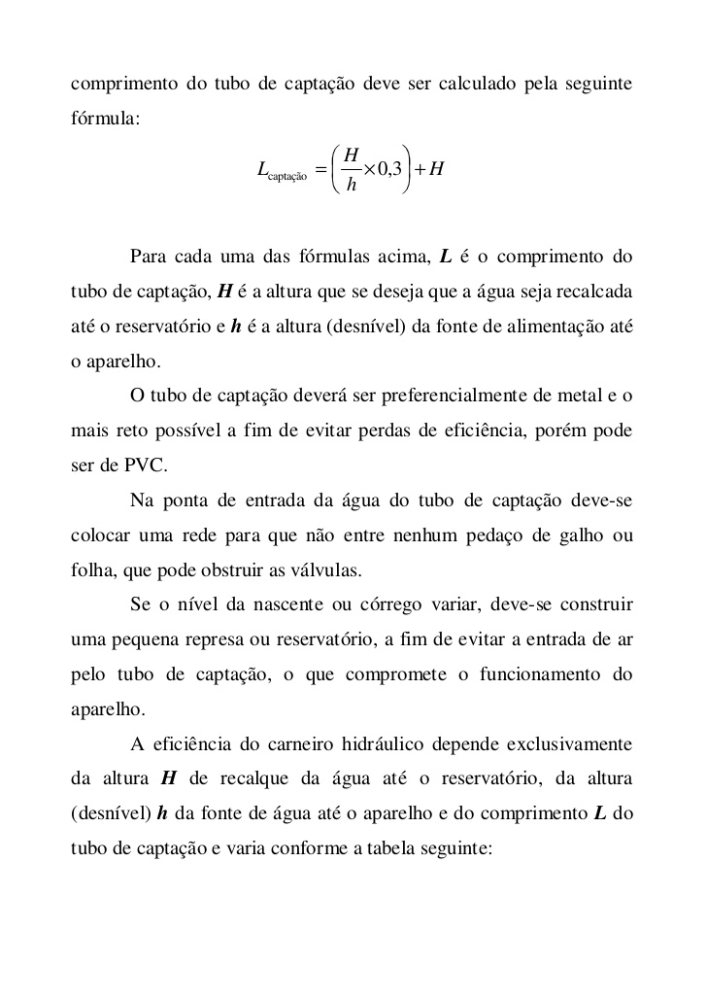 comprimento do tubo de captação deve ser calculado pela seguinte
fórmula:
L_captação = (H/h × 0,3) + H
Para cada uma das fórmulas acima, L é o comprimento do
tubo de captação, H é a altura que se deseja que a água seja recalcada
até o reservatório e h é a altura (desnível) da fonte de alimentação até
o aparelho.
O tubo de captação deverá ser preferencialmente de metal e o
mais reto possível a fim de evitar perdas de eficiência, porém pode
ser de PVC.
Na ponta de entrada da água do tubo de captação deve-se
colocar uma rede para que não entre nenhum pedaço de galho ou
folha, que pode obstruir as válvulas.
Se o nível da nascente ou córrego variar, deve-se construir
uma pequena represa ou reservatório, a fim de evitar a entrada de ar
pelo tubo de captação, o que compromete o funcionamento do
aparelho.
A eficiência do carneiro hidráulico depende exclusivamente
da altura H de recalque da água até o reservatório, da altura
(desnível) h da fonte de água até o aparelho e do comprimento L do
tubo de captação e varia conforme a tabela seguinte: